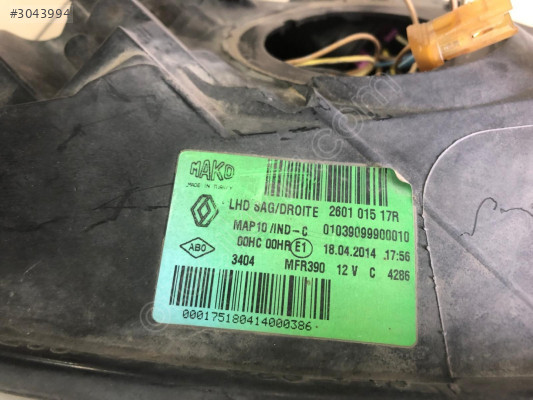 #3043994
MAKO
MADE IN TURKEY
LHD SAG/DROITE 2601 015 17R
MAP10 /IND-C 01039099900010
00HC 00HR E1 18.04.2014 17:56
ABO 3404 MFR390 12 V C 4286
000175180414000386